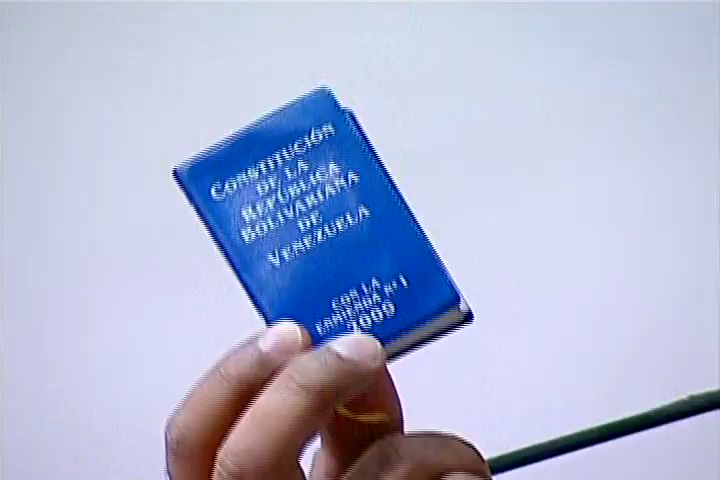 CONSTITUCIÓN
DE LA
REPÚBLICA
BOLIVARIANA
DE
VENEZUELA
CON LA
ENMIENDA Nº 1
2009